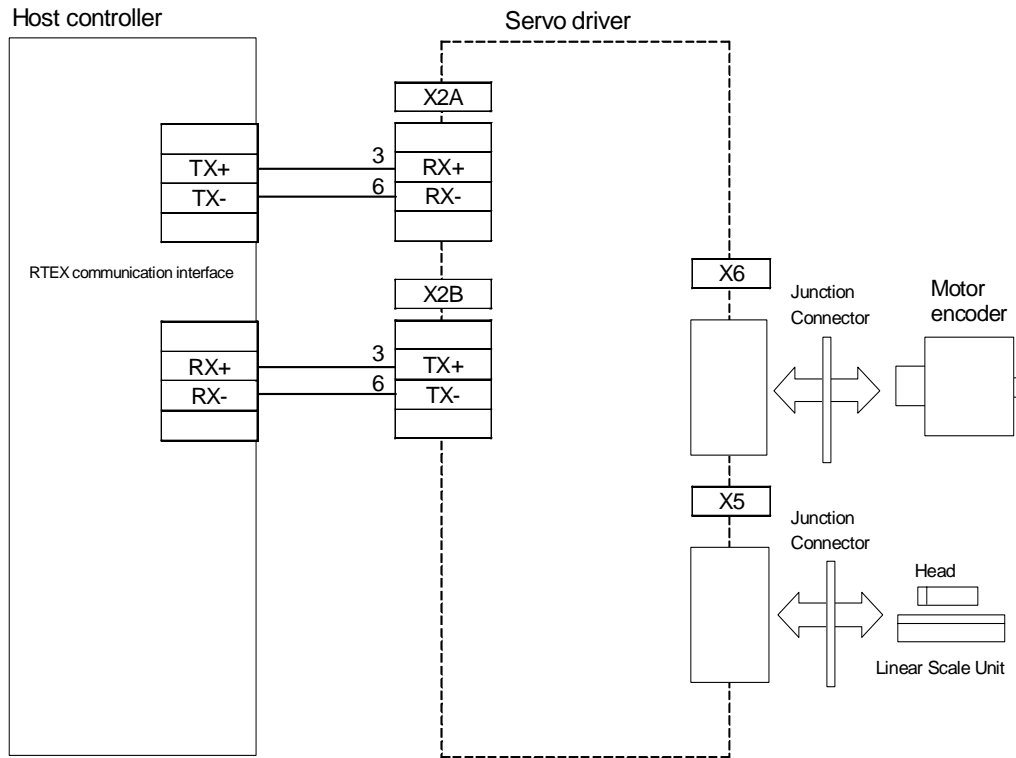 Host controller
Servo driver
X2A
TX+
3
RX+
TX-
6
RX-
RTEX communication interface
X2B
RX+
3
TX+
RX-
6
TX-
X6
Junction
Connector
Motor
encoder
X5
Junction
Connector
Head
Linear Scale Unit